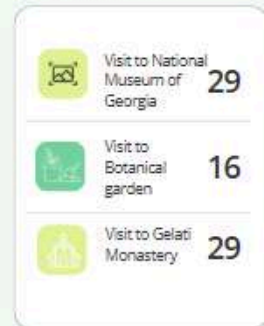 Visit to National
Museum of
Georgia
29
Visit to
Botanical
garden
16
Visit to Gelati
Monastery
29